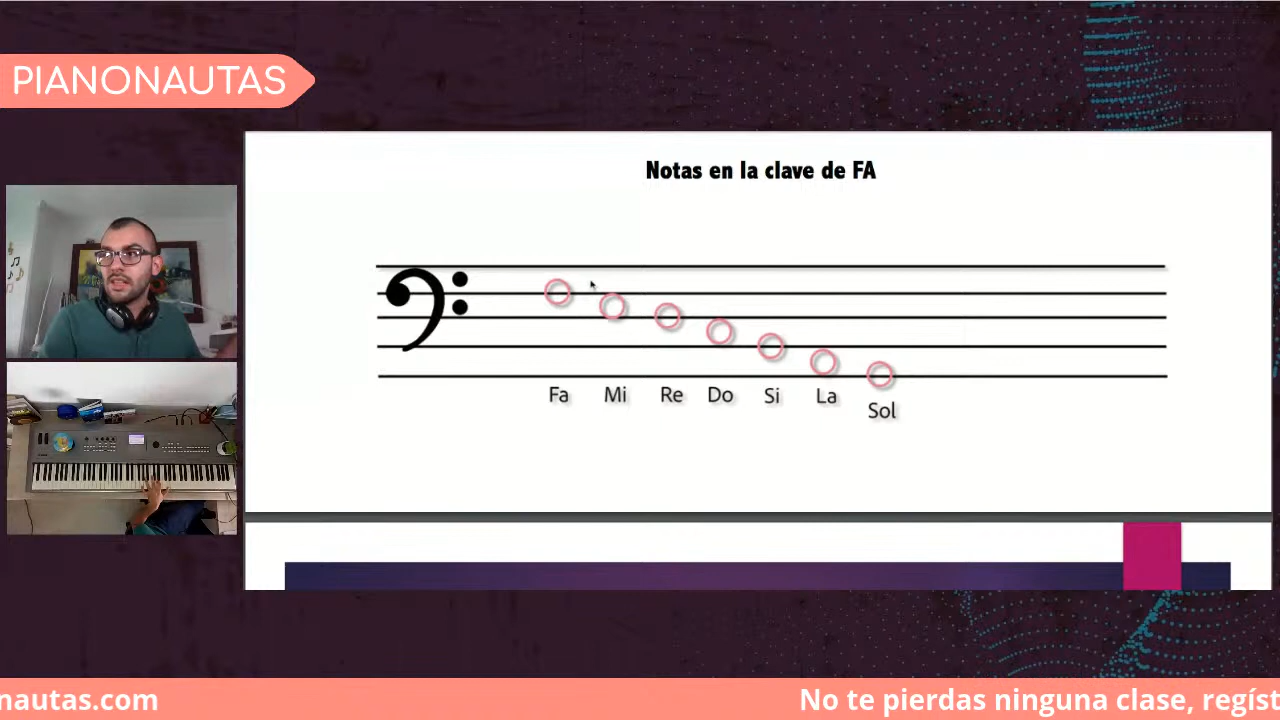 PIANONAUTAS
Notas en la clave de FA
Fa Mi Re Do Si La Sol
nautas.com No te pierdas ninguna clase, regíst